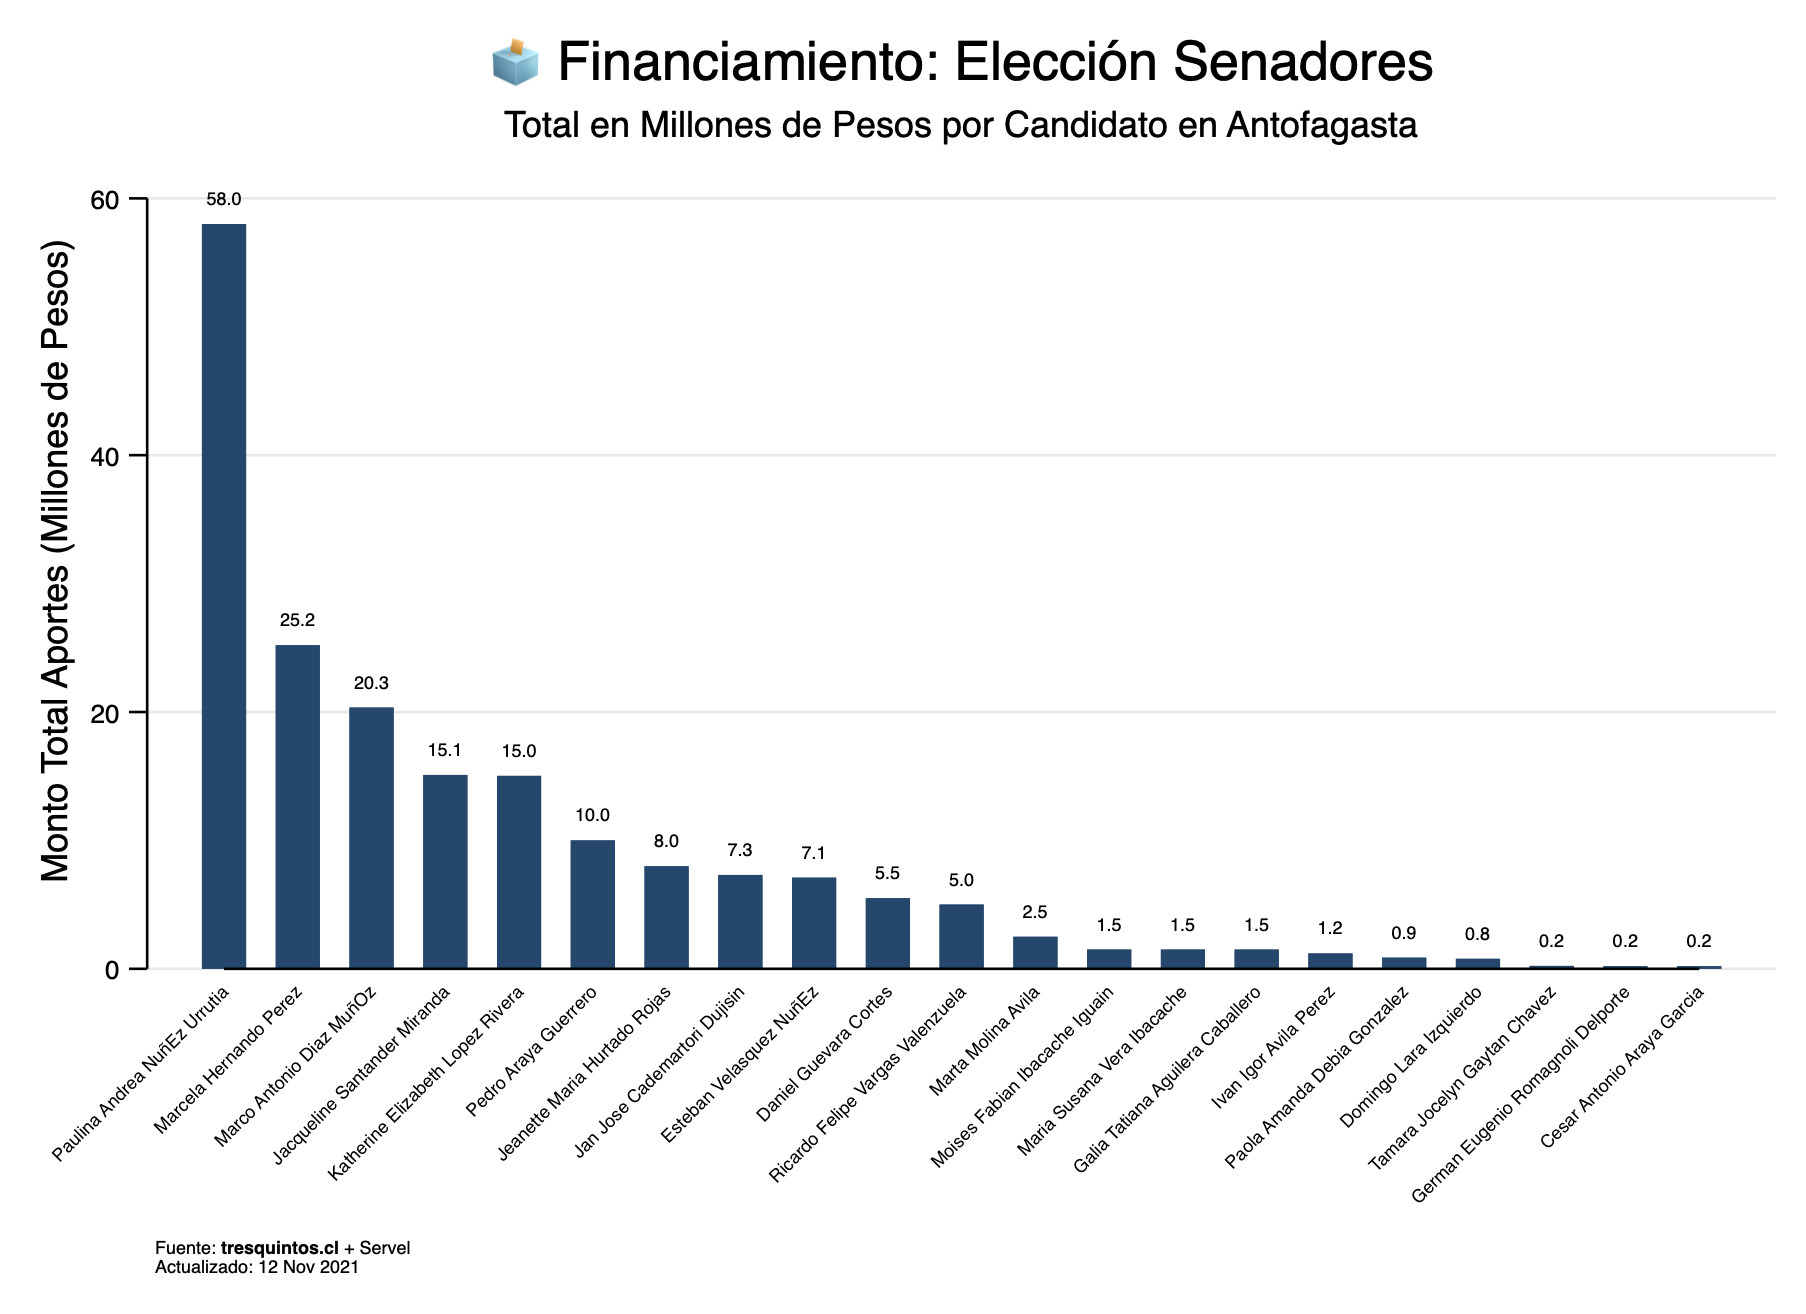 Financiamiento: Elección Senadores
Total en Millones de Pesos por Candidato en Antofagasta
Monto Total Aportes (Millones de Pesos)
60
40
20
0
58.0
25.2
20.3
15.1
15.0
10.0
8.0
7.3
7.1
5.5
5.0
2.5
1.5
1.5
1.5
1.2
0.9
0.8
0.2
0.2
0.2
Paulina Andrea NuñEz Urrutia
Marcela Hernando Perez
Marco Antonio Diaz MuñOz
Jacqueline Santander Miranda
Katherine Elizabeth Lopez Rivera
Pedro Araya Guerrero
Jeanette Maria Hurtado Rojas
Jan Jose Cademartori Dujisin
Esteban Velasquez NuñEz
Daniel Guevara Cortes
Ricardo Felipe Vargas Valenzuela
Marta Molina Avila
Moises Fabian Ibacache Iguain
Maria Susana Vera Ibacache
Galia Tatiana Aguilera Caballero
Ivan Igor Avila Perez
Paola Amanda Debia Gonzalez
Domingo Lara Izquierdo
Tamara Jocelyn Gaytan Chavez
German Eugenio Romagnoli Delporte
Cesar Antonio Araya Garcia
Fuente: tresquintos.cl + Servel
Actualizado: 12 Nov 2021